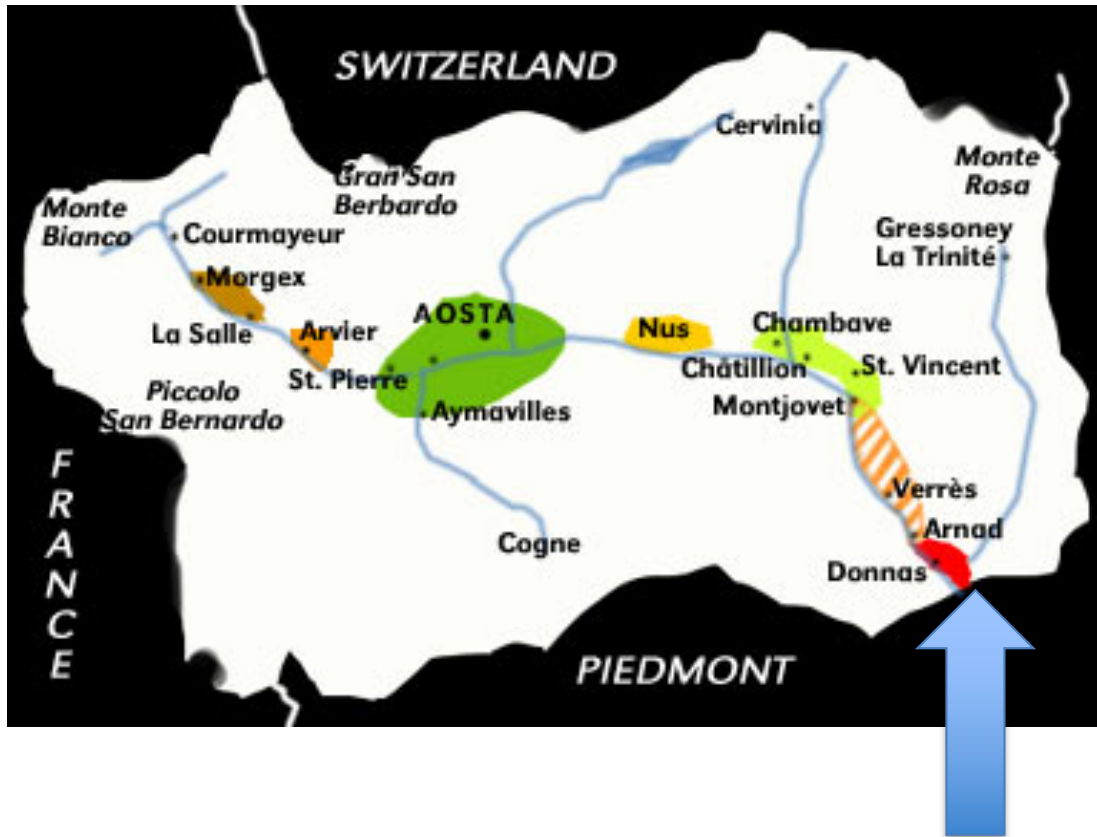 SWITZERLAND
Cervinia
Monte
Rosa
Gran San
Berbardo
Monte
Bianco
Courmayeur
Gressoney
La Trinité
Morgex
AOSTA
La Salle
Arvier
Nus
Chambave
St. Pierre
Châtillion
St. Vincent
Piccolo
San Bernardo
Aymavilles
Montjovet
FRANCE
Verrès
Arnad
Cogne
Donnas
PIEDMONT